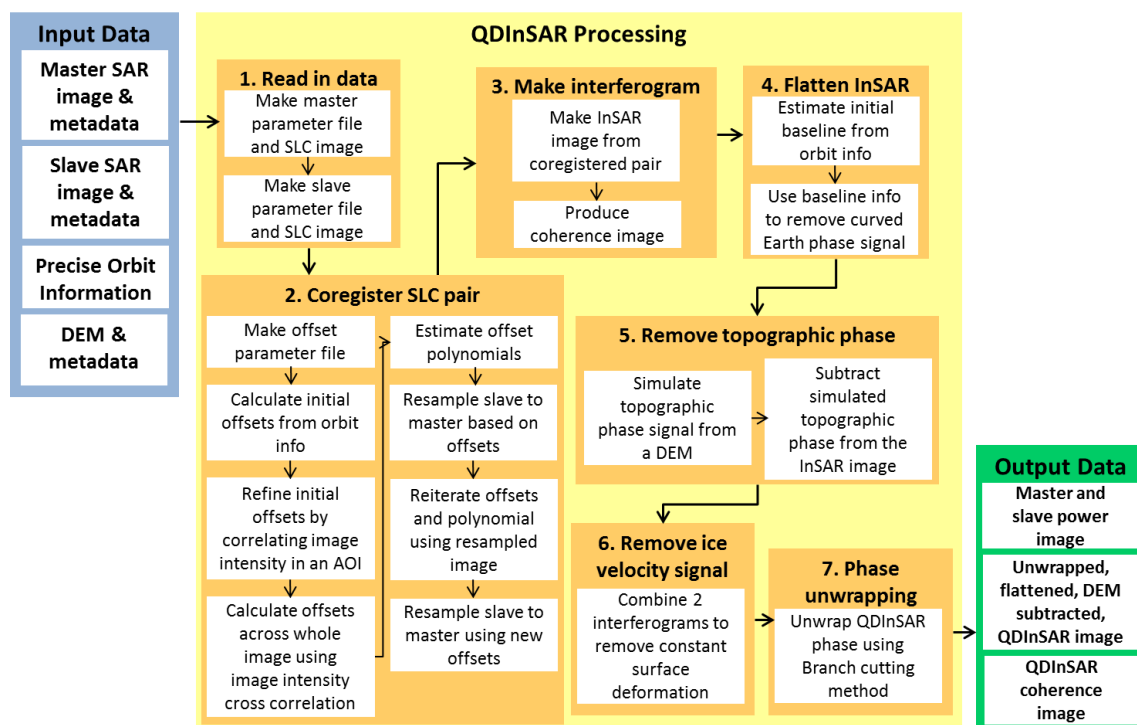 Input Data
Master SAR
image &
metadata
Slave SAR
image &
metadata
Precise Orbit
Information
DEM &
metadata
QDInSAR Processing
1. Read in data
Make master
parameter file
and SLC image
Make slave
parameter file
and SLC image
2. Coregister SLC pair
Make offset
parameter file
Calculate initial
offsets from orbit
info
Refine initial
offsets by
correlating image
intensity in an AOI
Calculate offsets
across whole
image using
image intensity
cross correlation
Estimate offset
polynomials
Resample slave to
master based on
offsets
Reiterate offsets
and polynomial
using resampled
image
Resample slave to
master using new
offsets
3. Make interfogram
Make InSAR
image from
coregistered pair
Produce
coherence image
4. Flatten InSAR
Estimate initial
baseline from
orbit info
Use baseline info
to remove curved
Earth phase signal
5. Remove topographic phase
Simulate
topographic
phase signal from
a DEM
Subtract
simulated
topographic
phase from the
InSAR image
6. Remove ice
velocity signal
Combine 2
interferograms to
remove constant
surface
deformation
7. Phase
unwrapping
Unwrap QDInSAR
phase using
Branch cutting
method
Output Data
Master and
slave power
image
Unwrapped,
flattened, DEM
subtracted,
QDInSAR image
QDInSAR
coherence
image